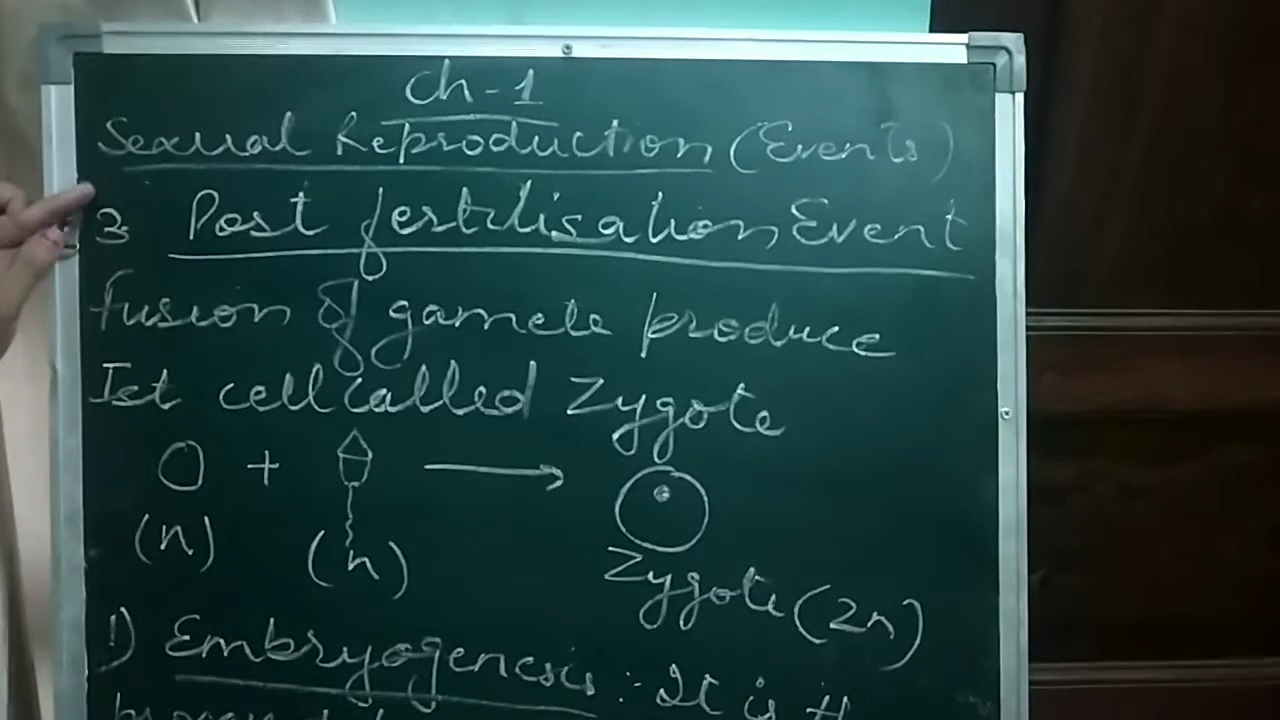 Ch-1
Sexual Reproduction (Events)
3. Post fertilisation Event
Fusion of gamete produce
Ist cell called Zygote
+
(n) (n)
Zygote (2n)
1) Embryogenesis :- It is